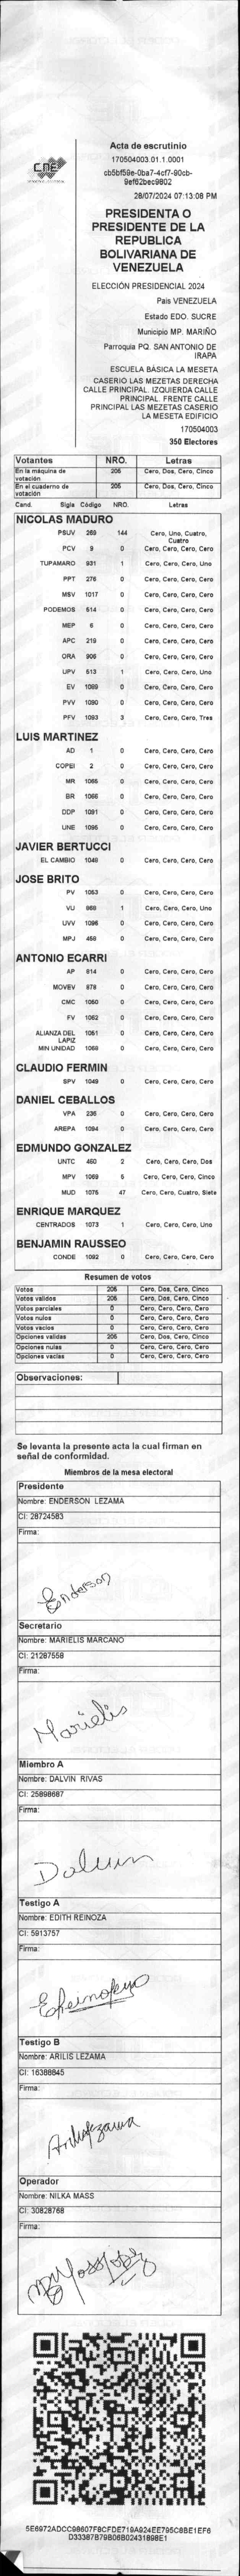 CNE
Acta de escrutinio
170504003.01.1.0001
cb5bf59e-0ba7-4cf7-90cb-
9ef62bec9802
28/07/2024 07:13:08 PM
PRESIDENTA O
PRESIDENTE DE LA
REPUBLICA
BOLIVARIANA DE
VENEZUELA
ELECCIÓN PRESIDENCIAL 2024
Pais VENEZUELA
Estado EDO. SUCRE
Municipio MP. MARIÑO
Parroquia PQ. SAN ANTONIO DE
IRAPA
ESCUELA BÁSICA LA MESETA
CASERIO LAS MEZETAS DERECHA
CALLE PRINCIPAL. IZQUIERDA CALLE
PRINCIPAL. FRENTE CALLE
PRINCIPAL LAS MEZETAS CASERIO
LA MESETA EDIFICIO
170504003
350 Electores
Votantes NRO. Letras
En la máquina de votación 205 Cero, Dos, Cero, Cinco
En el cuaderno de votación 205 Cero, Dos, Cero, Cinco
Cand. Sigla Código NRO. Letras
NICOLAS MADURO
PSUV 269 144 Cero, Uno, Cuatro,
Cuatro
PCV 9 0 Cero, Cero, Cero, Cero
TUPAMARO 931 1 Cero, Cero, Cero, Uno
PPT 276 0 Cero, Cero, Cero, Cero
MSV 1017 0 Cero, Cero, Cero, Cero
PODEMOS 514 0 Cero, Cero, Cero, Cero
MEP 6 0 Cero, Cero, Cero, Cero
APC 219 0 Cero, Cero, Cero, Cero
ORA 906 0 Cero, Cero, Cero, Cero
UPV 513 1 Cero, Cero, Cero, Uno
EV 1089 0 Cero, Cero, Cero, Cero
PVV 1090 0 Cero, Cero, Cero, Cero
PFV 1093 3 Cero, Cero, Cero, Tres
LUIS MARTINEZ
AD 1 0 Cero, Cero, Cero, Cero
COPEI 2 0 Cero, Cero, Cero, Cero
MR 1065 0 Cero, Cero, Cero, Cero
BR 1066 0 Cero, Cero, Cero, Cero
DDP 1091 0 Cero, Cero, Cero, Cero
UNE 1095 0 Cero, Cero, Cero, Cero
JAVIER BERTUCCI
EL CAMBIO 1048 0 Cero, Cero, Cero, Cero
JOSE BRITO
PV 1053 0 Cero, Cero, Cero, Cero
VU 988 1 Cero, Cero, Cero, Uno
UVV 1096 0 Cero, Cero, Cero, Cero
MPJ 458 0 Cero, Cero, Cero, Cero
ANTONIO ECARRI
AP 814 0 Cero, Cero, Cero, Cero
MOVEV 878 0 Cero, Cero, Cero, Cero
CMC 1050 0 Cero, Cero, Cero, Cero
FV 1052 0 Cero, Cero, Cero, Cero
ALIANZA DEL LAPIZ 1051 0 Cero, Cero, Cero, Cero
MIN UNIDAD 1069 0 Cero, Cero, Cero, Cero
CLAUDIO FERMIN
SPV 1049 0 Cero, Cero, Cero, Cero
DANIEL CEBALLOS
VPA 236 0 Cero, Cero, Cero, Cero
AREPA 1094 0 Cero, Cero, Cero, Cero
EDMUNDO GONZALEZ
UNTC 460 2 Cero, Cero, Cero, Dos
MPV 1069 5 Cero, Cero, Cero, Cinco
MUD 1075 47 Cero, Cero, Cuatro, Siete
ENRIQUE MARQUEZ
CENTRADOS 1073 1 Cero, Cero, Cero, Uno
BENJAMIN RAUSSEO
CONDE 1092 0 Cero, Cero, Cero, Cero
Resumen de votos
Votos 205 Cero, Dos, Cero, Cinco
Votos validos 205 Cero, Dos, Cero, Cinco
Votos parciales 0 Cero, Cero, Cero, Cero
Votos nulos 0 Cero, Cero, Cero, Cero
Votos vacios 0 Cero, Cero, Cero, Cero
Opciones validas 205 Cero, Dos, Cero, Cinco
Opciones nulas 0 Cero, Cero, Cero, Cero
Opciones vacias 0 Cero, Cero, Cero, Cero
Observaciones:
Se levanta la presente acta la cual firman en
señal de conformidad.
Miembros de la mesa electoral
Presidente
Nombre: ENDERSON LEZAMA
CI: 28724583
Firma:
Enderson
Secretario
Nombre: MARIELIS MARCANO
CI: 21287558
Firma:
Marielis
Miembro A
Nombre: DALVIN RIVAS
CI: 25898687
Firma:
Dalvin
Testigo A
Nombre: EDITH REINOZA
CI: 5913757
Firma:
Testigo B
Nombre: ARILIS LEZAMA
CI: 16388845
Firma:
Operador
Nombre: NILKA MASS
CI: 30828768
Firma:
5E6972ADCC98607F8CFDE719A924EE795C8BE1EF6
D33387B79B06B02431898E1